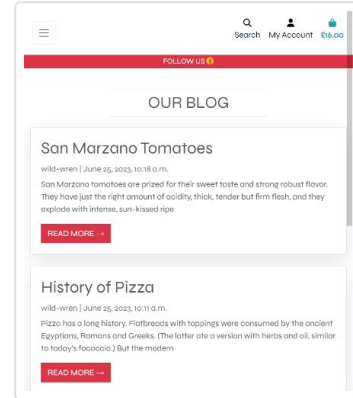 Search My Account £16.00
FOLLOW US
OUR BLOG
San Marzano Tomatoes
wild-wren | June 25, 2023, 10:18 a.m.
San Marzano tomatoes are prized for their sweet taste and strong robust flavor.
They have just the right amount of acidity, thick, tender but firm flesh, and they
explode with intense, sun-kissed ripe
READ MORE →
History of Pizza
wild-wren | June 25, 2023, 10:11 a.m.
Pizza has a long history. Flatbreads with toppings were consumed by the ancient
Egyptians, Romans and Greeks. (The latter ate a version with herbs and oil, similar
to today's focaccia.) But the modern
READ MORE →